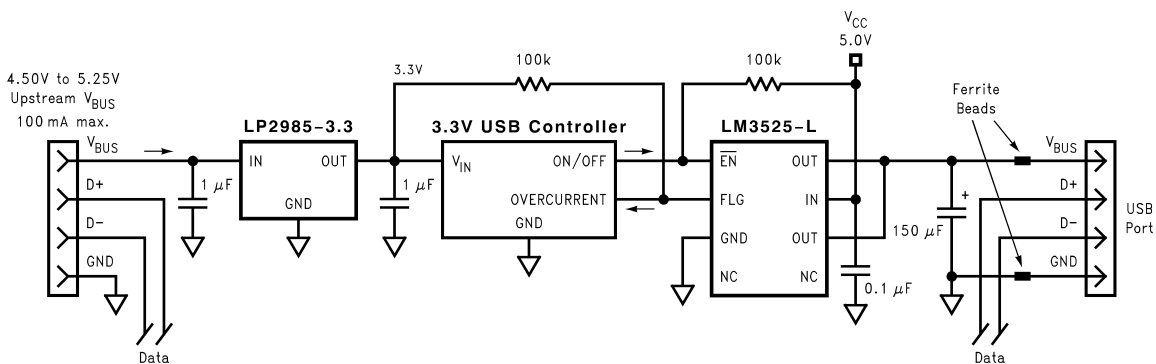 4.50V to 5.25V
Upstream VBUS
100 mA max.
VBUS
D+
D-
GND
Data
1 μF
LP2985-3.3
IN
OUT
GND
3.3V
1 μF
100k
3.3V USB Controller
VIN
ON/OFF
OVERCURRENT
GND
100k
VCC
5.0V
LM3525-L
EN
FLG
GND
NC
OUT
IN
OUT
NC
0.1 μF
150 μF
+
Ferrite
Beads
VBUS
D+
D-
GND
USB
Port
Data